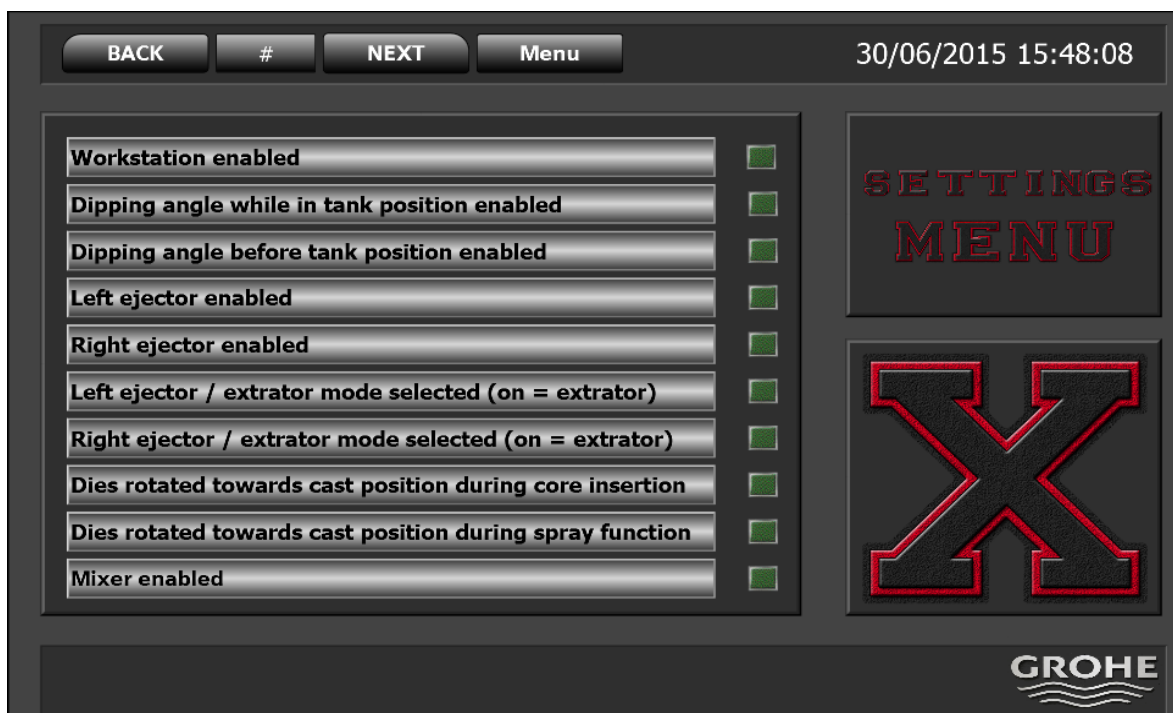 BACK # NEXT Menu 30/06/2015 15:48:08
Workstation enabled
Dipping angle while in tank position enabled
Dipping angle before tank position enabled
Left ejector enabled
Right ejector enabled
Left ejector / extrator mode selected (on = extrator)
Right ejector / extrator mode selected (on = extrator)
Dies rotated towards cast position during core insertion
Dies rotated towards cast position during spray function
Mixer enabled
SETTINGS
MENU
X
GROHE